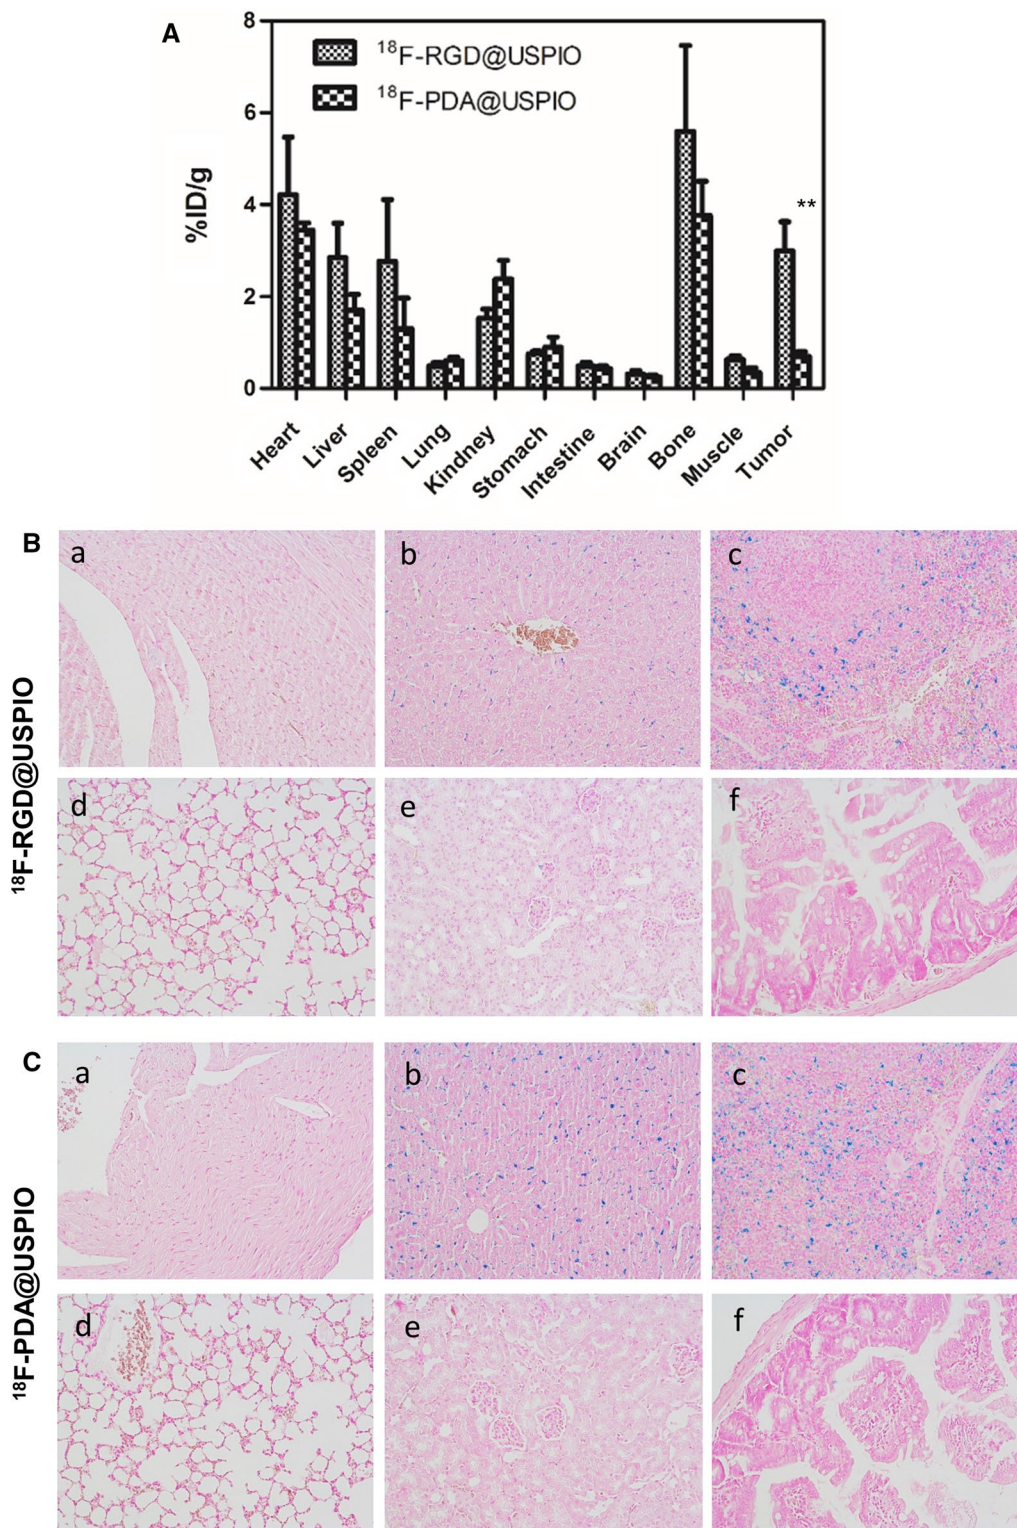 A
8
¹⁸F-RGD@USPIO
¹⁸F-PDA@USPIO
6
%ID/g
4
**
2
0
Heart
Liver
Spleen
Lung
Kindney
Stomach
Intestine
Brain
Bone
Muscle
Tumor
B
a
b
c
¹⁸F-RGD@USPIO
d
e
f
C
a
b
c
¹⁸F-PDA@USPIO
d
e
f